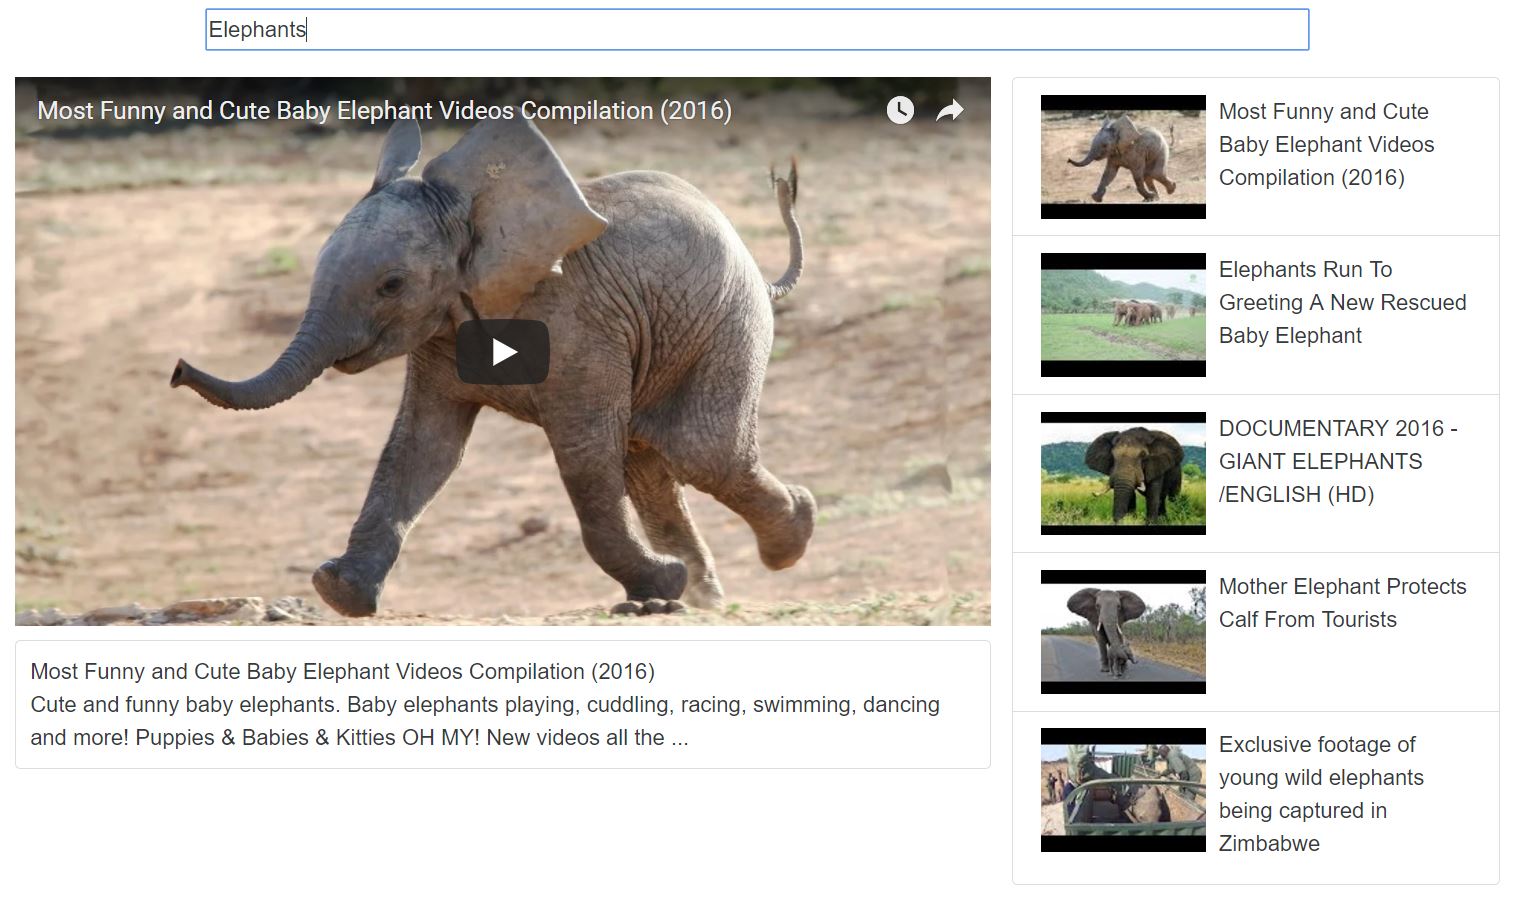 Elephants
Most Funny and Cute Baby Elephant Videos Compilation (2016)
Most Funny and Cute Baby Elephant Videos Compilation (2016)
Cute and funny baby elephants. Baby elephants playing, cuddling, racing, swimming, dancing
and more! Puppies & Babies & Kitties OH MY! New videos all the ...
Most Funny and Cute
Baby Elephant Videos
Compilation (2016)
Elephants Run To
Greeting A New Rescued
Baby Elephant
DOCUMENTARY 2016 -
GIANT ELEPHANTS
/ENGLISH (HD)
Mother Elephant Protects
Calf From Tourists
Exclusive footage of
young wild elephants
being captured in
Zimbabwe